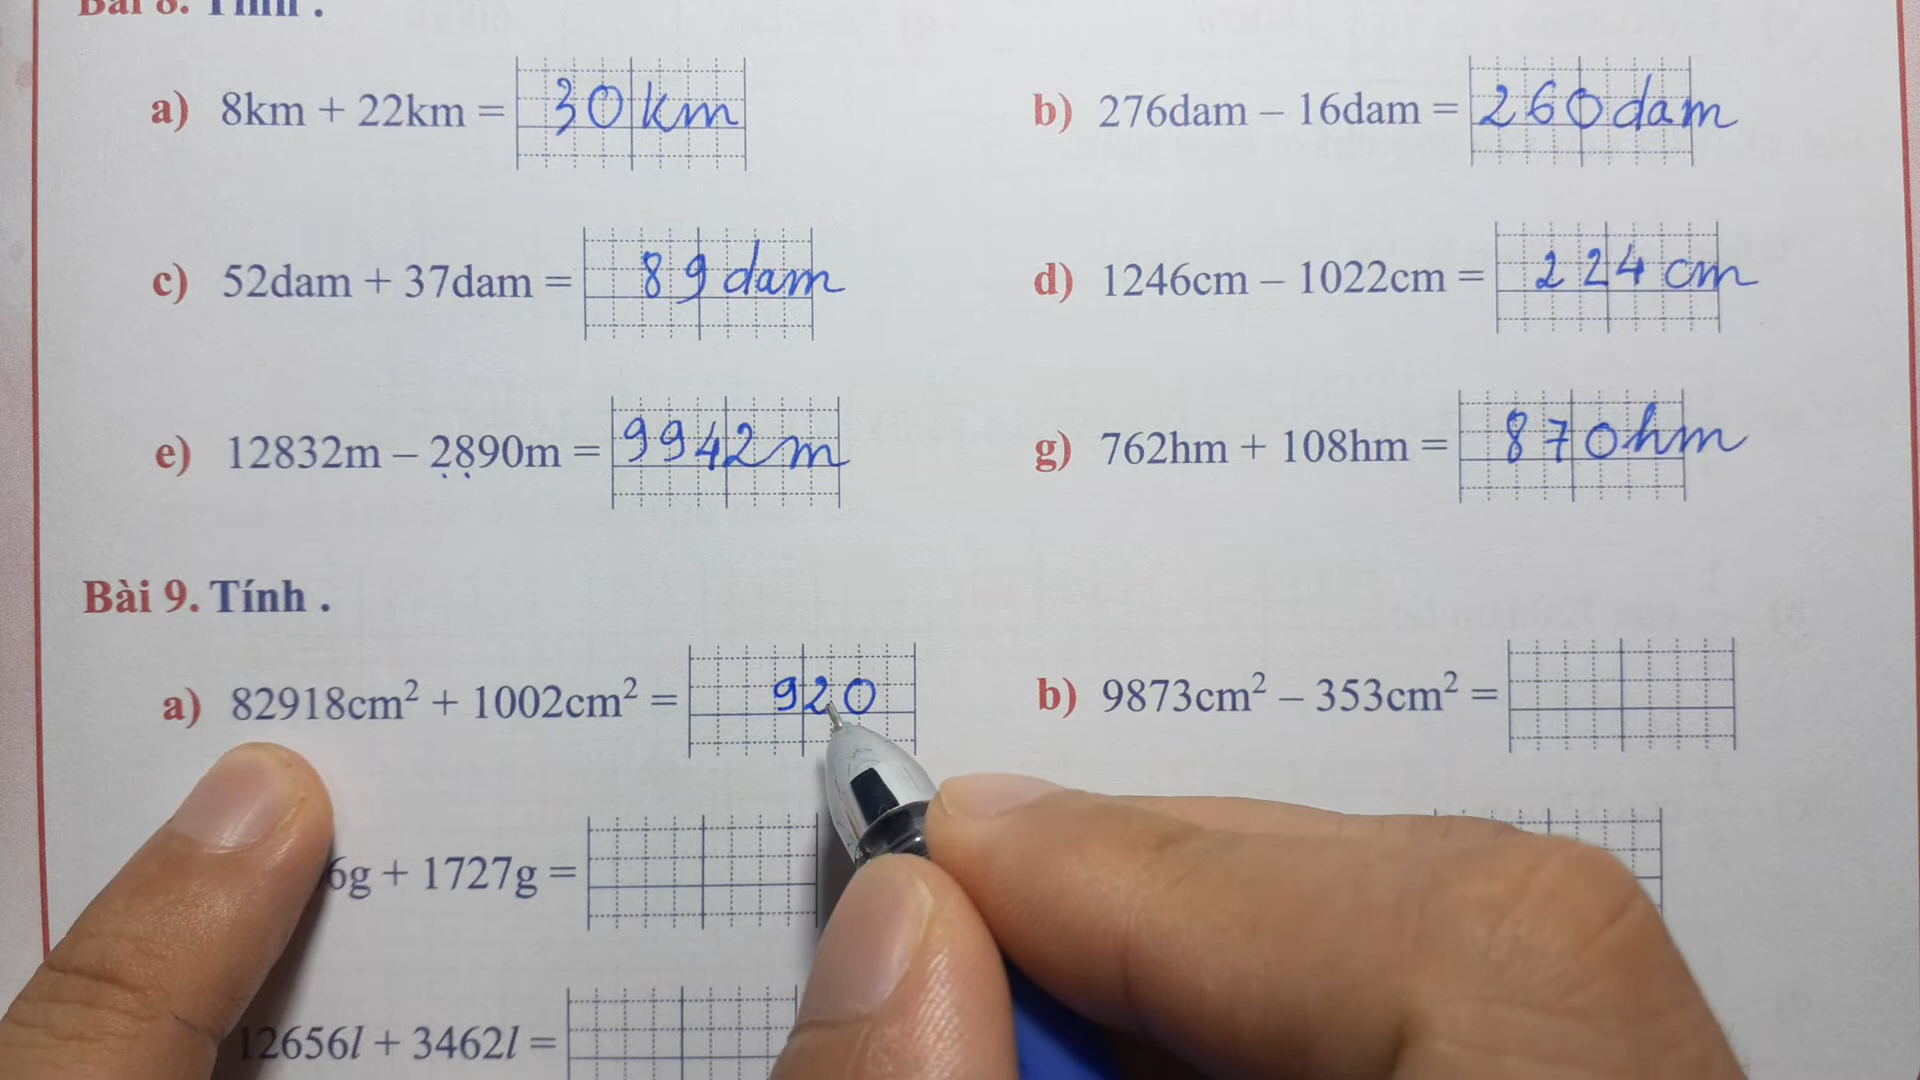 Bài 8. Tính .
a) 8km + 22km = 30km
b) 276dam – 16dam = 260dam
c) 52dam + 37dam = 89dam
d) 1246cm – 1022cm = 224cm
e) 12832m – 2890m = 9942m
g) 762hm + 108hm = 870hm
Bài 9. Tính .
a) 82918cm² + 1002cm² = 920
b) 9873cm² – 353cm² =
6g + 1727g =
12656l + 3462l =